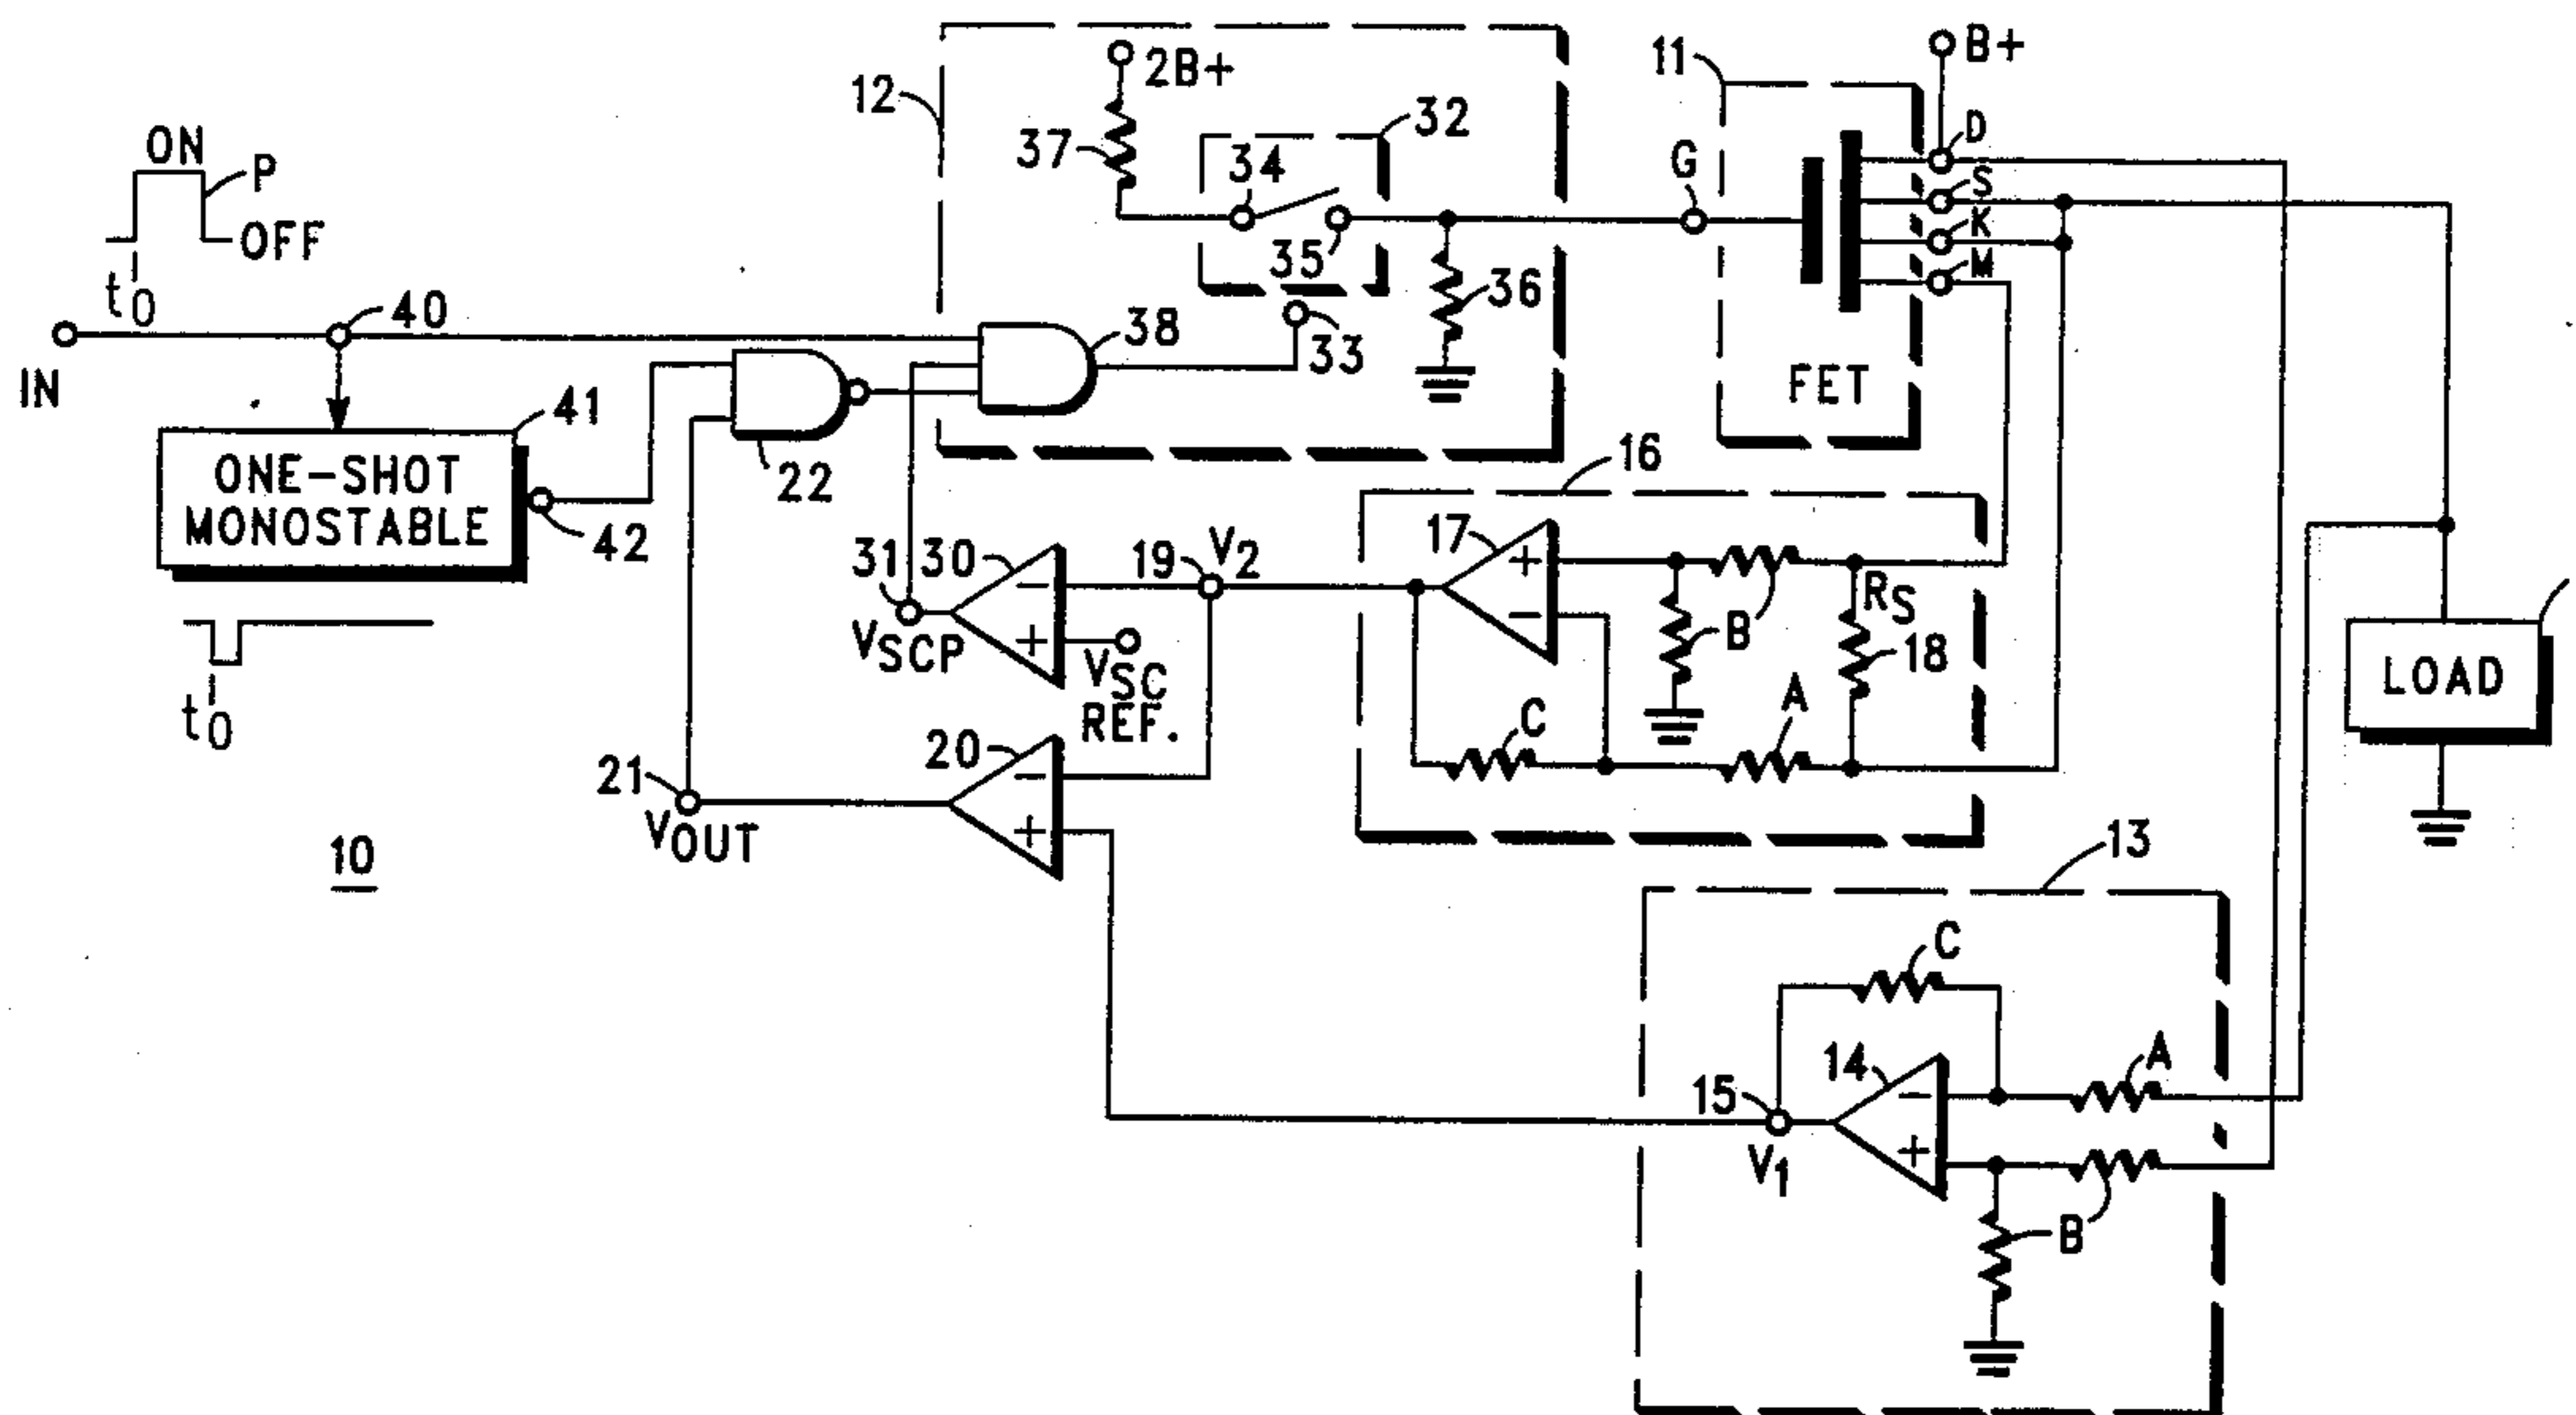 2B+
B+
11
12
32
D
ON
P
37
34
G
S
OFF
K
35
M
t0
36
40
38
33
IN
FET
41
22
16
ONE-SHOT
MONOSTABLE
42
17
31
30
19
V2
RS
B
VSCP
18
VSC
REF.
LOAD
A
t0
C
20
21
VOUT
13
10
C
14
A
15
V1
B